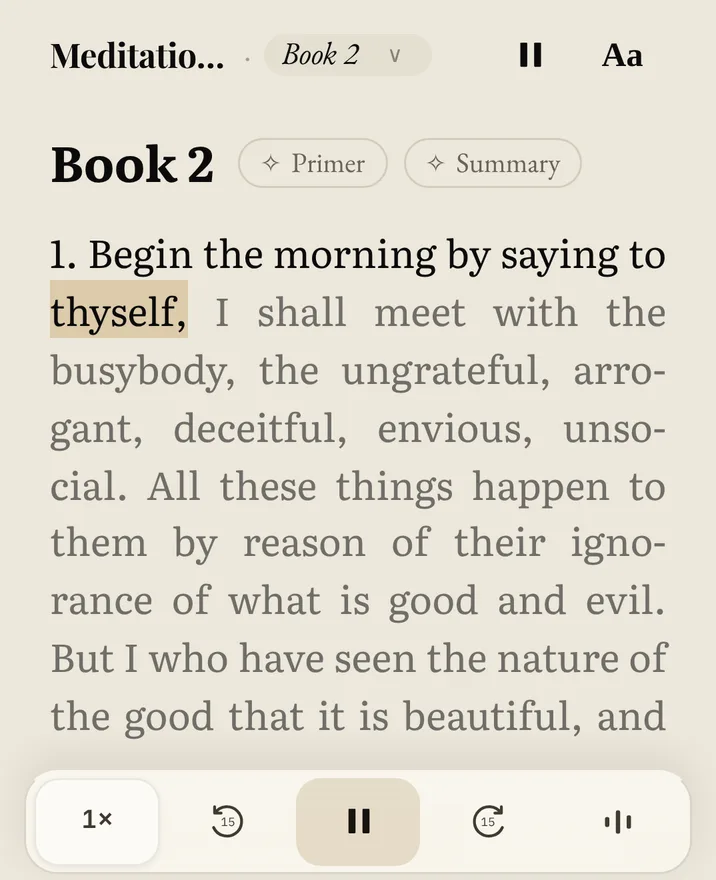 Meditatio... · Book 2 ∨ Aa
Book 2 Primer Summary
1. Begin the morning by saying to
thyself, I shall meet with the
busybody, the ungrateful, arro-
gant, deceitful, envious, unso-
cial. All these things happen to
them by reason of their igno-
rance of what is good and evil.
But I who have seen the nature of
the good that it is beautiful, and
1× 15 15